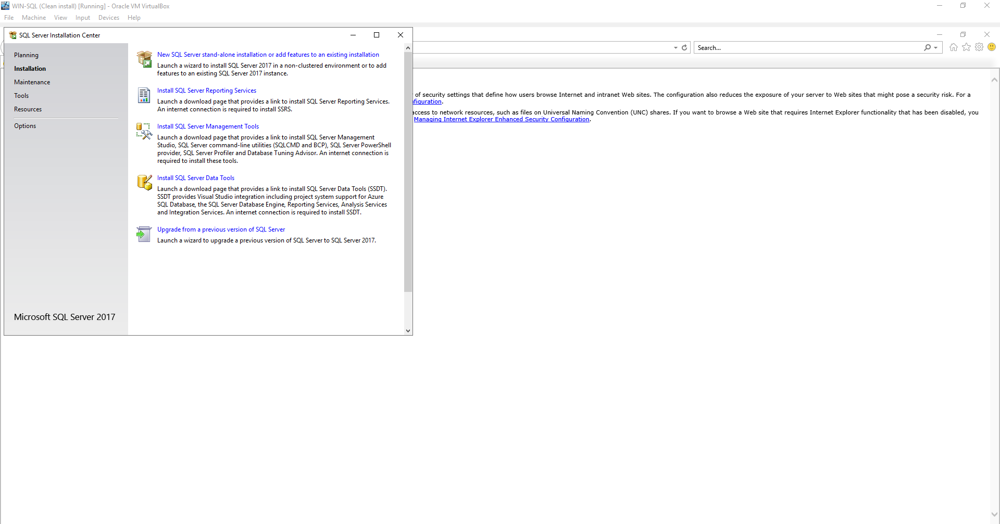 WIN-SQL (Clean install) [Running] - Oracle VM VirtualBox
File Machine View Input Devices Help
SQL Server Installation Center
Search...
Planning
Installation
Maintenance
Tools
Resources
Options
Microsoft SQL Server 2017
New SQL Server stand-alone installation or add features to an existing installation
Launch a wizard to install SQL Server 2017 in a non-clustered environment or to add
features to an existing SQL Server 2017 instance.
Install SQL Server Reporting Services
Launch a download page that provides a link to install SQL Server Reporting Services.
An internet connection is required to install SSRS.
Install SQL Server Management Tools
Launch a download page that provides a link to install SQL Server Management
Studio, SQL Server command-line utilities (SQLCMD and BCP), SQL Server PowerShell
provider, SQL Server Profiler and Database Tuning Advisor. An internet connection is
required to install these tools.
Install SQL Server Data Tools
Launch a download page that provides a link to install SQL Server Data Tools (SSDT).
SSDT provides Visual Studio integration including project system support for Azure
SQL Database, the SQL Server Database Engine, Reporting Services, Analysis Services
and Integration Services. An internet connection is required to install SSDT.
Upgrade from a previous version of SQL Server
Launch a wizard to upgrade a previous version of SQL Server to SQL Server 2017.
of security settings that define how users browse Internet and intranet Web sites. The configuration also reduces the exposure of your server to Web sites that might pose a security risk. For a
figuration.
access to network resources, such as files on Universal Naming Convention (UNC) shares. If you want to browse a Web site that requires Internet Explorer functionality that has been disabled, you
Managing Internet Explorer Enhanced Security Configuration.